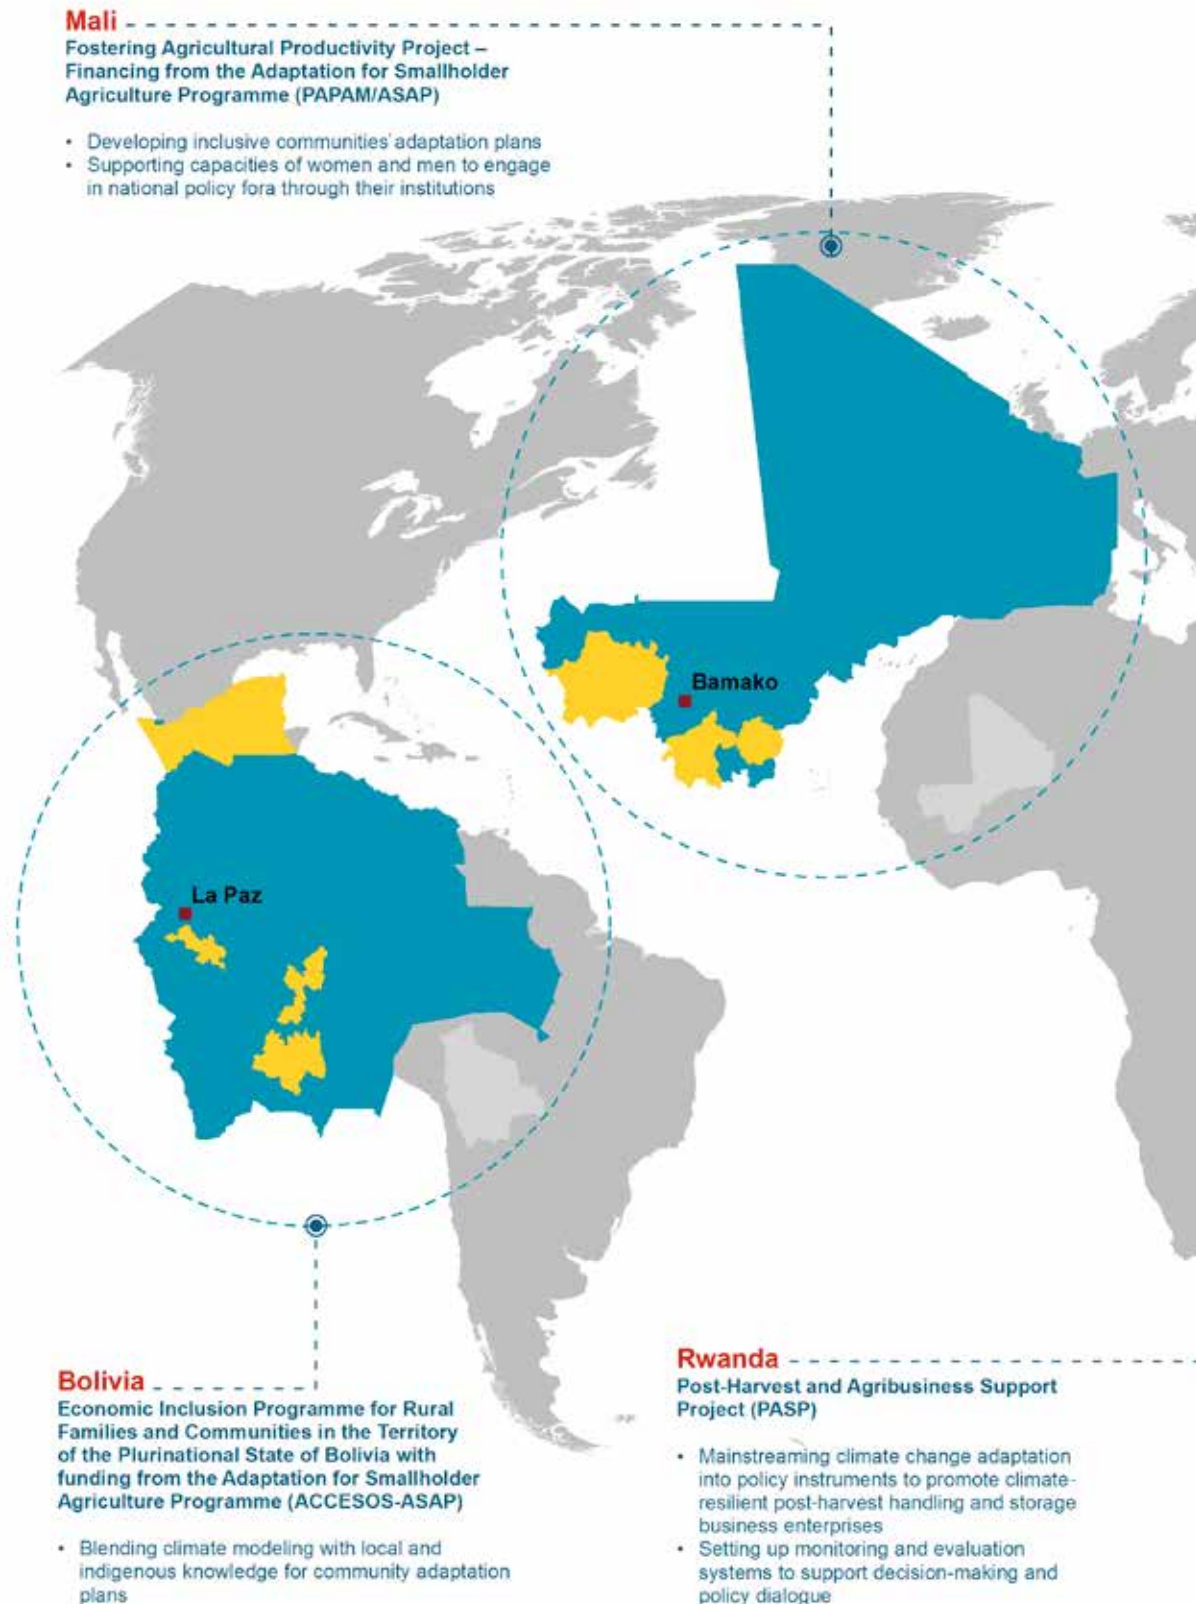 Mali
Fostering Agricultural Productivity Project –
Financing from the Adaptation for Smallholder
Agriculture Programme (PAPAM/ASAP)
• Developing inclusive communities' adaptation plans
• Supporting capacities of women and men to engage
in national policy fora through their institutions
Bamako
La Paz
Bolivia
Economic Inclusion Programme for Rural
Families and Communities in the Territory
of the Plurinational State of Bolivia with
funding from the Adaptation for Smallholder
Agriculture Programme (ACCESOS-ASAP)
• Blending climate modeling with local and
indigenous knowledge for community adaptation
plans
Rwanda
Post-Harvest and Agribusiness Support
Project (PASP)
• Mainstreaming climate change adaptation
into policy instruments to promote climate-
resilient post-harvest handling and storage
business enterprises
• Setting up monitoring and evaluation
systems to support decision-making and
policy dialogue